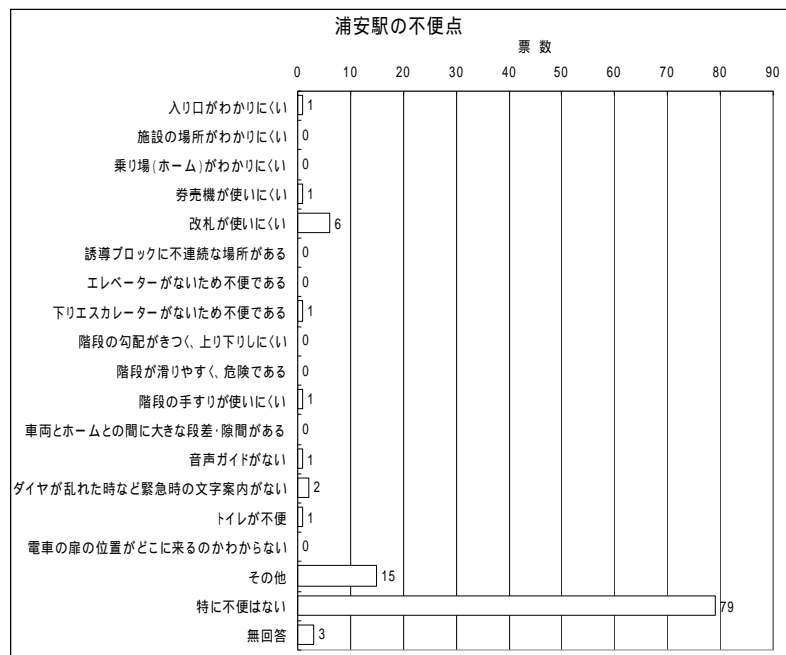 浦安駅の不便点
票 数
0 10 20 30 40 50 60 70 80 90
入り口がわかりにくい 1
施設の場所がわかりにくい 0
乗り場(ホーム)がわかりにくい 0
券売機が使いにくい 1
改札が使いにくい 6
誘導ブロックに不連続な場所がある 0
エレベーターがないため不便である 0
下りエスカレーターがないため不便である 1
階段の勾配がきつく、上り下りしにくい 0
階段が滑りやすく、危険である 0
階段の手すりが使いにくい 1
車両とホームとの間に大きな段差・隙間がある 0
音声ガイドがない 1
ダイヤが乱れた時など緊急時の文字案内がない 2
トイレが不便 1
電車の扉の位置がどこに来るのかわからない 0
その他 15
特に不便はない 79
無回答 3